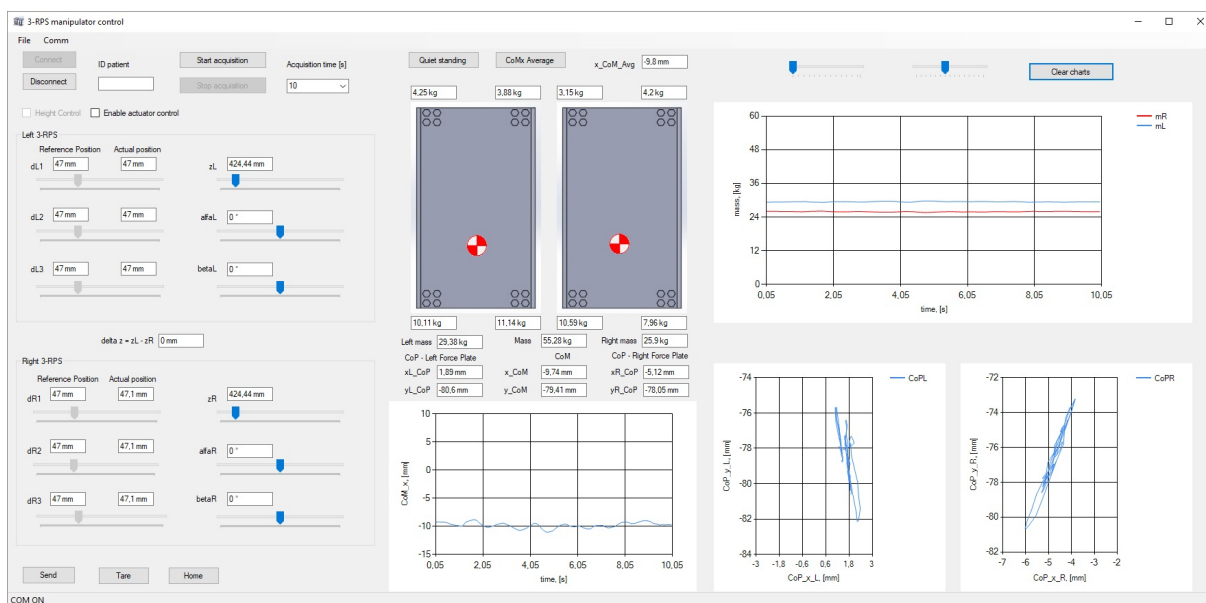 3-RPS manipulator control
File Comm
Connect
ID patient
Start acquisition
Acquisition time [s]
Disconnect
Stop acquisition
10
Height Control Enable actuator control
Left 3-RPS
Reference Position Actual position
dL1 47 mm 47 mm zL 424,44 mm
dL2 47 mm 47 mm alfaL 0 °
dL3 47 mm 47 mm betaL 0 °
delta z = zL - zR 0 mm
Right 3-RPS
Reference Position Actual position
dR1 47 mm 47,1 mm zR 424,44 mm
dR2 47 mm 47,1 mm alfaR 0 °
dR3 47 mm 47,1 mm betaR 0 °
Send Tare Home
COM ON
Quiet standing CoMx Average x_CoM_Avg -9.8 mm
4,25 kg 3,88 kg 3,15 kg 4,2 kg
10,11 kg 11,14 kg 10,59 kg 7,96 kg
Left mass 29,38 kg Mass 55,28 kg Right mass 25,9 kg
CoP - Left Force Plate CoM CoP - Right Force Plate
xL_CoP 1,89 mm x_CoM -9,74 mm xR_CoP -5,12 mm
yL_CoP -80,6 mm y_CoM -79,41 mm yR_CoP -78,05 mm
10
5
0
-5
-10
-15
CoM_x, [mm]
0,05 2,05 4,05 6,05 8,05 10,05
time, [s]
Clear charts
60
48
36
24
12
0
mass, [kg]
0,05 2,05 4,05 6,05 8,05 10,05
time, [s]
mR
mL
-74
-76
-78
-80
-82
-84
CoP_y_L, [mm]
-3 -1,8 -0,6 0,6 1,8 3
CoP_x_L, [mm]
CoPL
-72
-74
-76
-78
-80
-82
CoP_y_R, [mm]
-7 -6 -5 -4 -3 -2
CoP_x_R, [mm]
CoPR